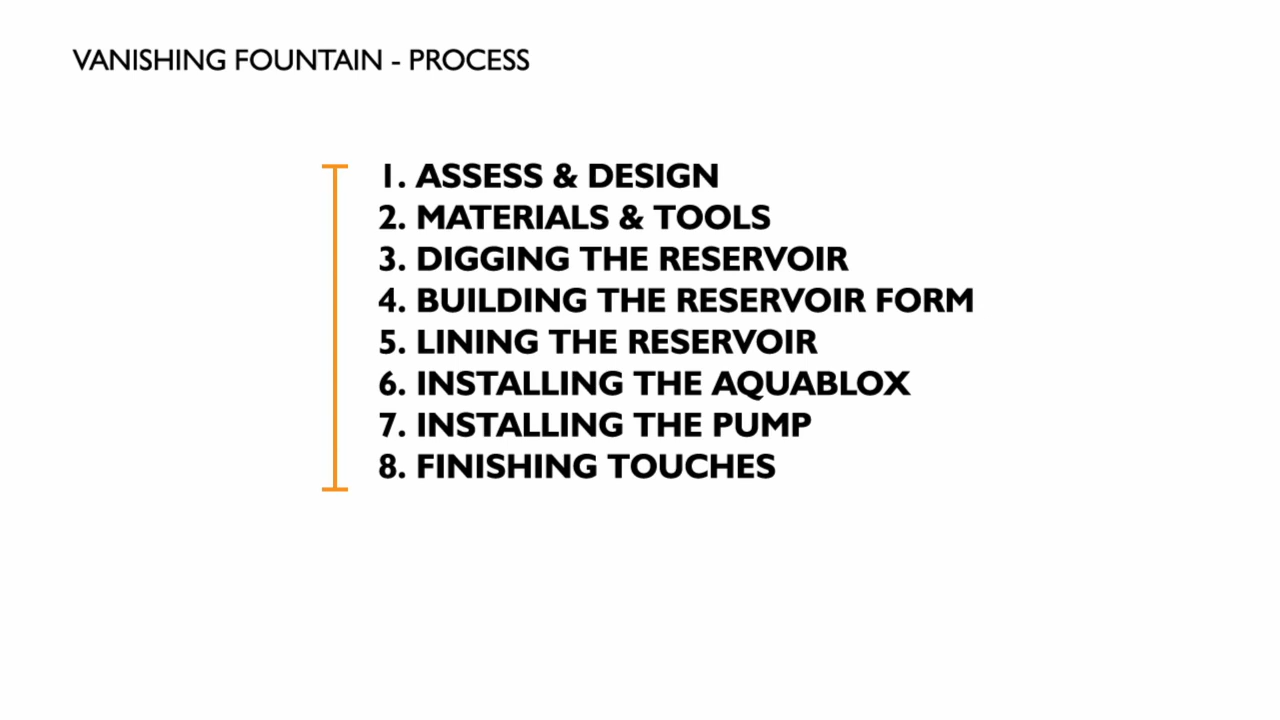 VANISHING FOUNTAIN - PROCESS
1. ASSESS & DESIGN
2. MATERIALS & TOOLS
3. DIGGING THE RESERVOIR
4. BUILDING THE RESERVOIR FORM
5. LINING THE RESERVOIR
6. INSTALLING THE AQUABLOX
7. INSTALLING THE PUMP
8. FINISHING TOUCHES